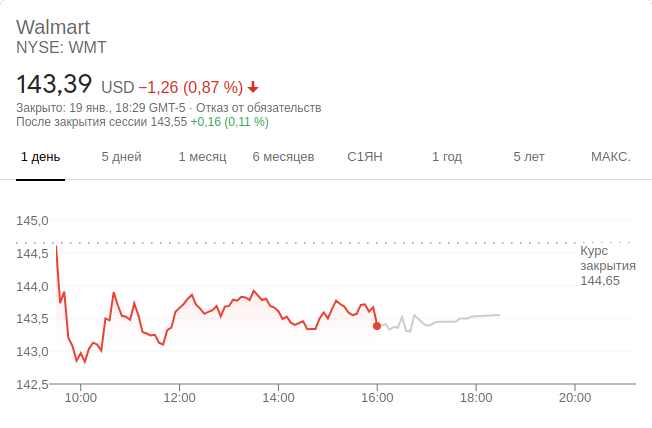 Walmart
NYSE: WMT
143,39 USD −1,26 (0,87 %)
Закрыто: 19 янв., 18:29 GMT-5 · Отказ от обязательств
После закрытия сессии 143,55 +0,16 (0,11 %)
1 день 5 дней 1 месяц 6 месяцев С1ЯН 1 год 5 лет МАКС.
145,0
144,5
144,0
143,5
143,0
142,5
Курс
закрытия
144,65
10:00 12:00 14:00 16:00 18:00 20:00